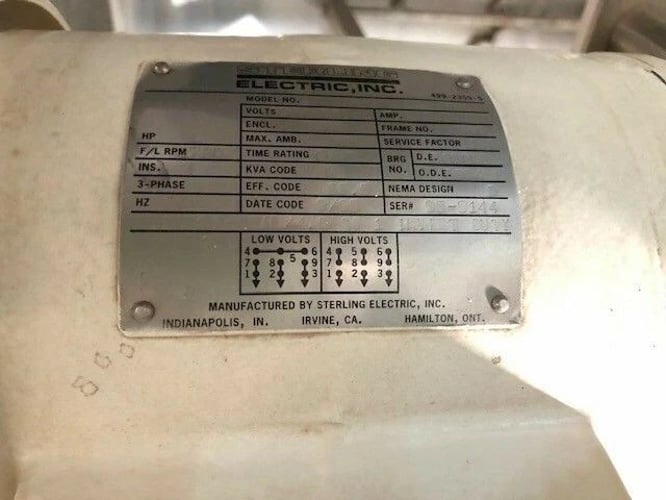 STERLING
ELECTRIC, INC.
MODEL NO.
VOLTS AMP.
ENCL. FRAME NO.
HP MAX. AMB. SERVICE FACTOR
F/L RPM TIME RATING BRG NO. D.E.
INS. KVA CODE O.D.E.
3-PHASE EFF. CODE NEMA DESIGN
HZ DATE CODE SER#
LOW VOLTS HIGH VOLTS
4 6 4 5 6
7 8 5 9 7 8 9
1 2 3 1 2 3
MANUFACTURED BY STERLING ELECTRIC, INC.
INDIANAPOLIS, IN. IRVINE, CA. HAMILTON, ONT.